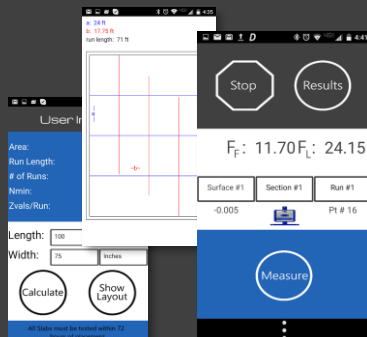 4:35
a: 24 ft
b: 17.75 ft
run length: 71 ft
a
-b-
User In
Area:
Run Length:
# of Runs:
Nmin:
Zvals/Run:
Length: 100
Width: 75 Inches
Calculate
Show Layout
All Slabs must be tested within 72
hours of placement
D 4:41
Stop
Results
FF: 11.70 FL: 24.15
Surface #1 Section #1 Run #1
-0.005 Pt # 16
Measure